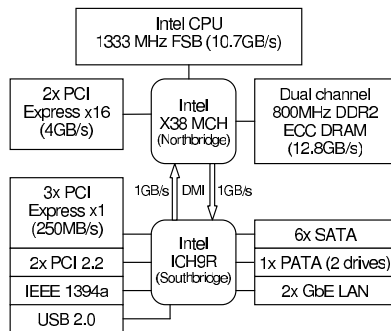 Intel CPU
1333 MHz FSB (10.7GB/s)
2x PCI
Express x16
(4GB/s)
Intel
X38 MCH
(Northbridge)
Dual channel
800MHz DDR2
ECC DRAM
(12.8GB/s)
1GB/s DMI 1GB/s
3x PCI
Express x1
(250MB/s)
2x PCI 2.2
IEEE 1394a
USB 2.0
Intel
ICH9R
(Southbridge)
6x SATA
1x PATA (2 drives)
2x GbE LAN